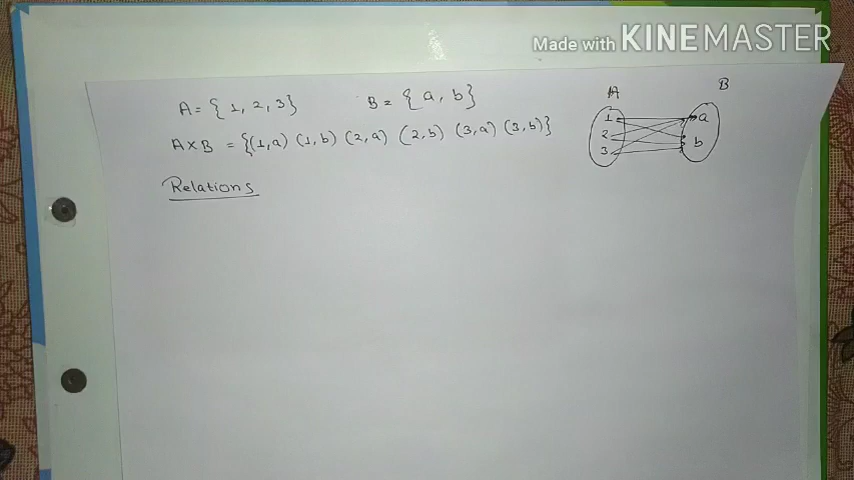 Made with KINEMASTER
A = { 1, 2, 3 }
B = { a, b }
A × B = {(1,a) (1,b) (2,a) (2,b) (3,a) (3,b)}
Relations
A
B
1
2
3
a
b